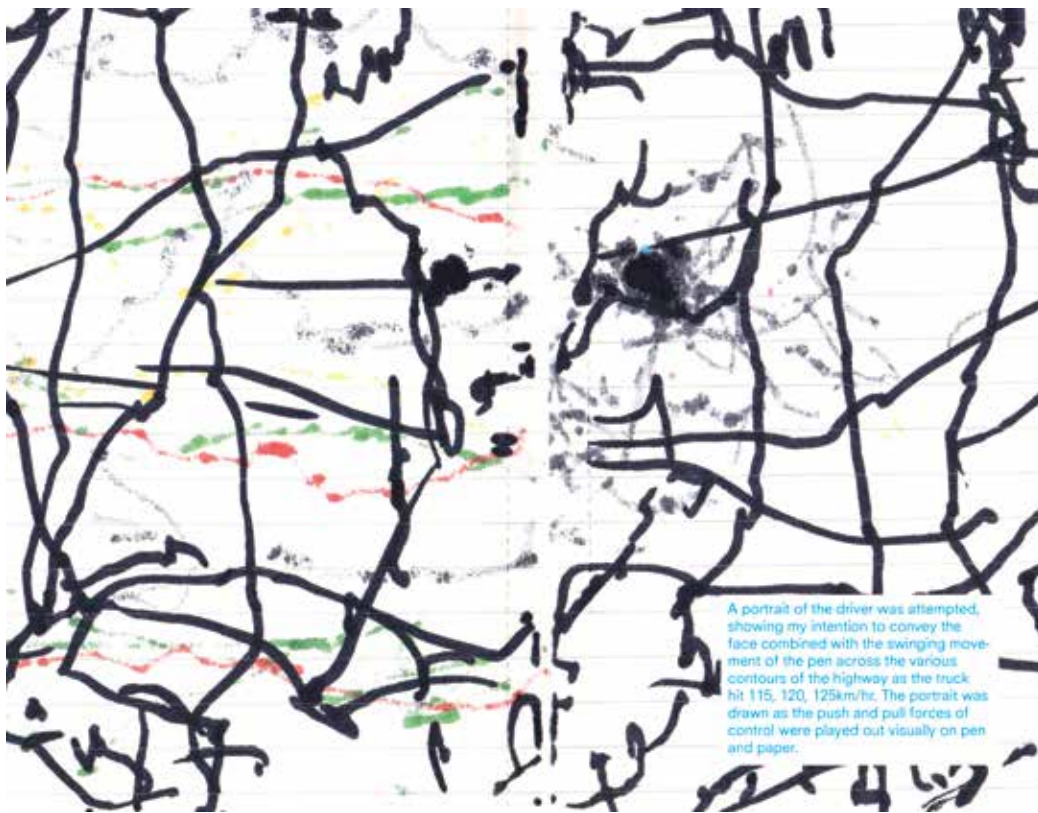 A portrait of the driver was attempted,
showing my intention to convey the
face combined with the swinging move-
ment of the pen across the various
contours of the highway as the truck
hit 115, 120, 125km/hr. The portrait was
drawn as the push and pull forces of
control were played out visually on pen
and paper.